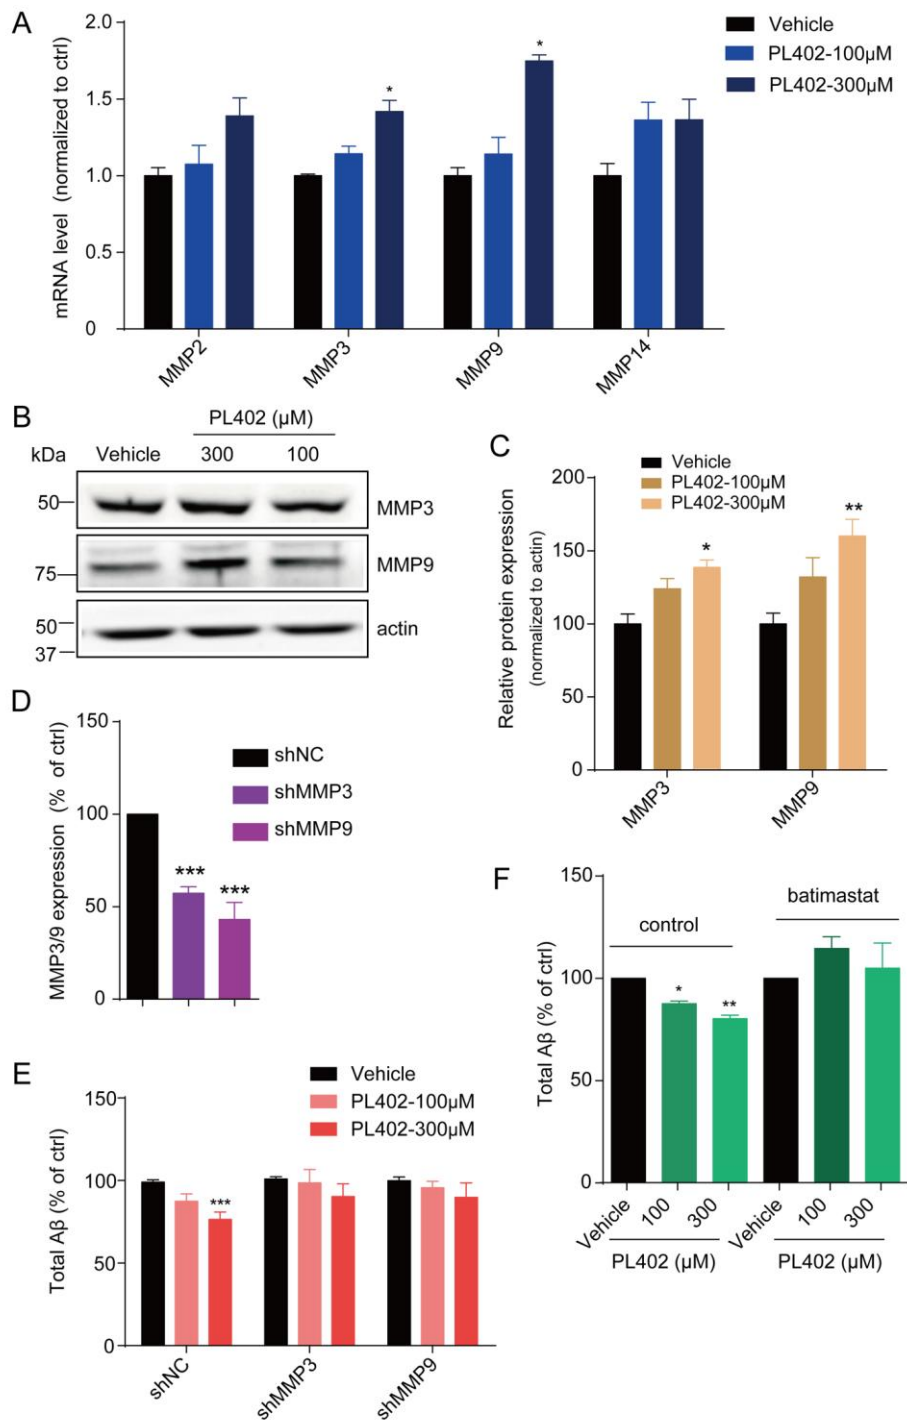 A
mRNA level (normalized to ctrl)
2.0
1.5
1.0
0.5
0
*
*
Vehicle
PL402-100μM
PL402-300μM
MMP2
MMP3
MMP9
MMP14
B
PL402 (μM)
kDa
Vehicle
300
100
50
MMP3
75
MMP9
50
37
actin
C
Relative protein expression
(normalized to actin)
200
150
100
50
0
Vehicle
PL402-100μM
PL402-300μM
*
**
MMP3
MMP9
D
MMP3/9 expression (% of ctrl)
150
100
50
0
***
***
shNC
shMMP3
shMMP9
E
Total Aβ (% of ctrl)
150
100
50
0
Vehicle
PL402-100μM
PL402-300μM
***
shNC
shMMP3
shMMP9
F
Total Aβ (% of ctrl)
150
100
50
0
control
batimastat
*
**
Vehicle
100
300
Vehicle
100
300
PL402 (μM)
PL402 (μM)